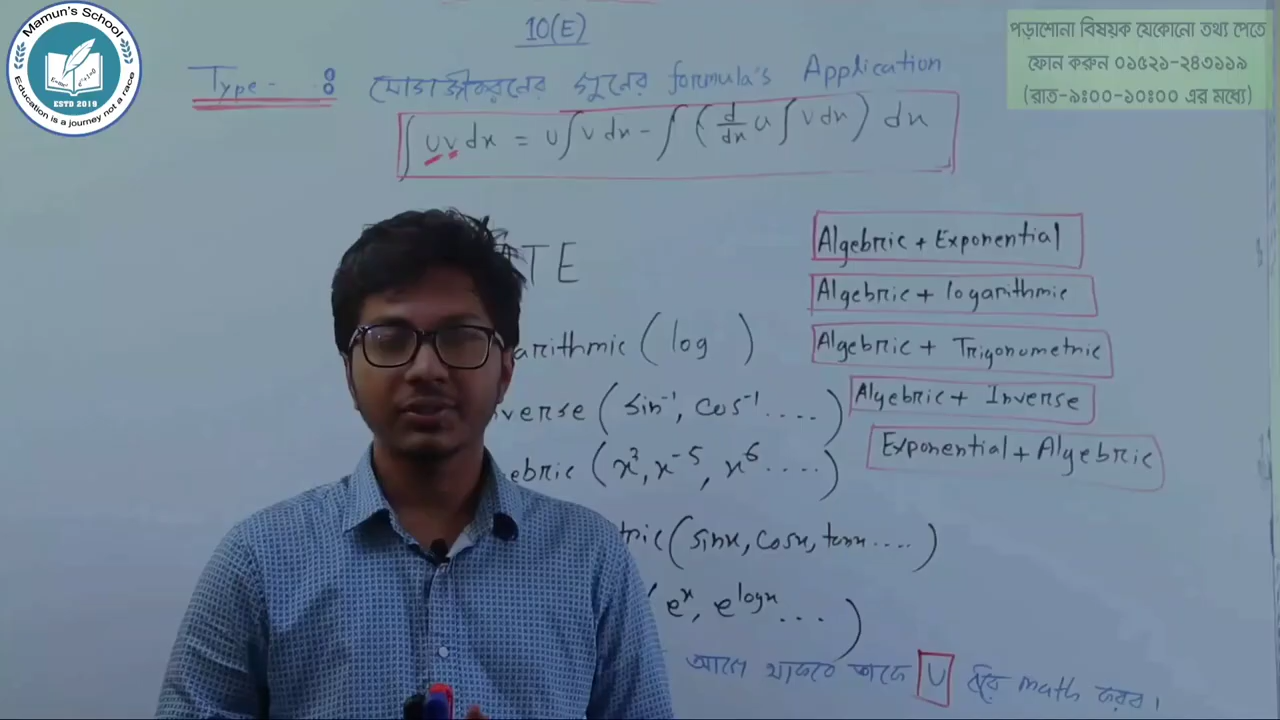 Mamun's School
ESTD 2019
Education is a journey not a race
পড়াশোনা বিষয়ক যেকোনো তথ্য পেতে
ফোন করুন ০১৫২১-২৪৩১১৯
(রাত-৯:০০-১০:০০ এর মধ্যে)
10(E)
Type- : যোগজীকরনের গুনের formula's Application
∫ uv dx = u∫v dx - ∫(d/dx u ∫v dx) dx
TE
arithmic (log )
verse (sin⁻¹, cos⁻¹....)
ebric (x², x⁻⁵, x⁶....)
tric (sinx, cosx, tanx....)
eˣ, e^logx...)
আগে থাকবে তাকে U ধরে math করব।
Algebric + Exponential
Algebric + logarithmic
Algebric + Trigonometric
Algebric + Inverse
Exponential + Algebric